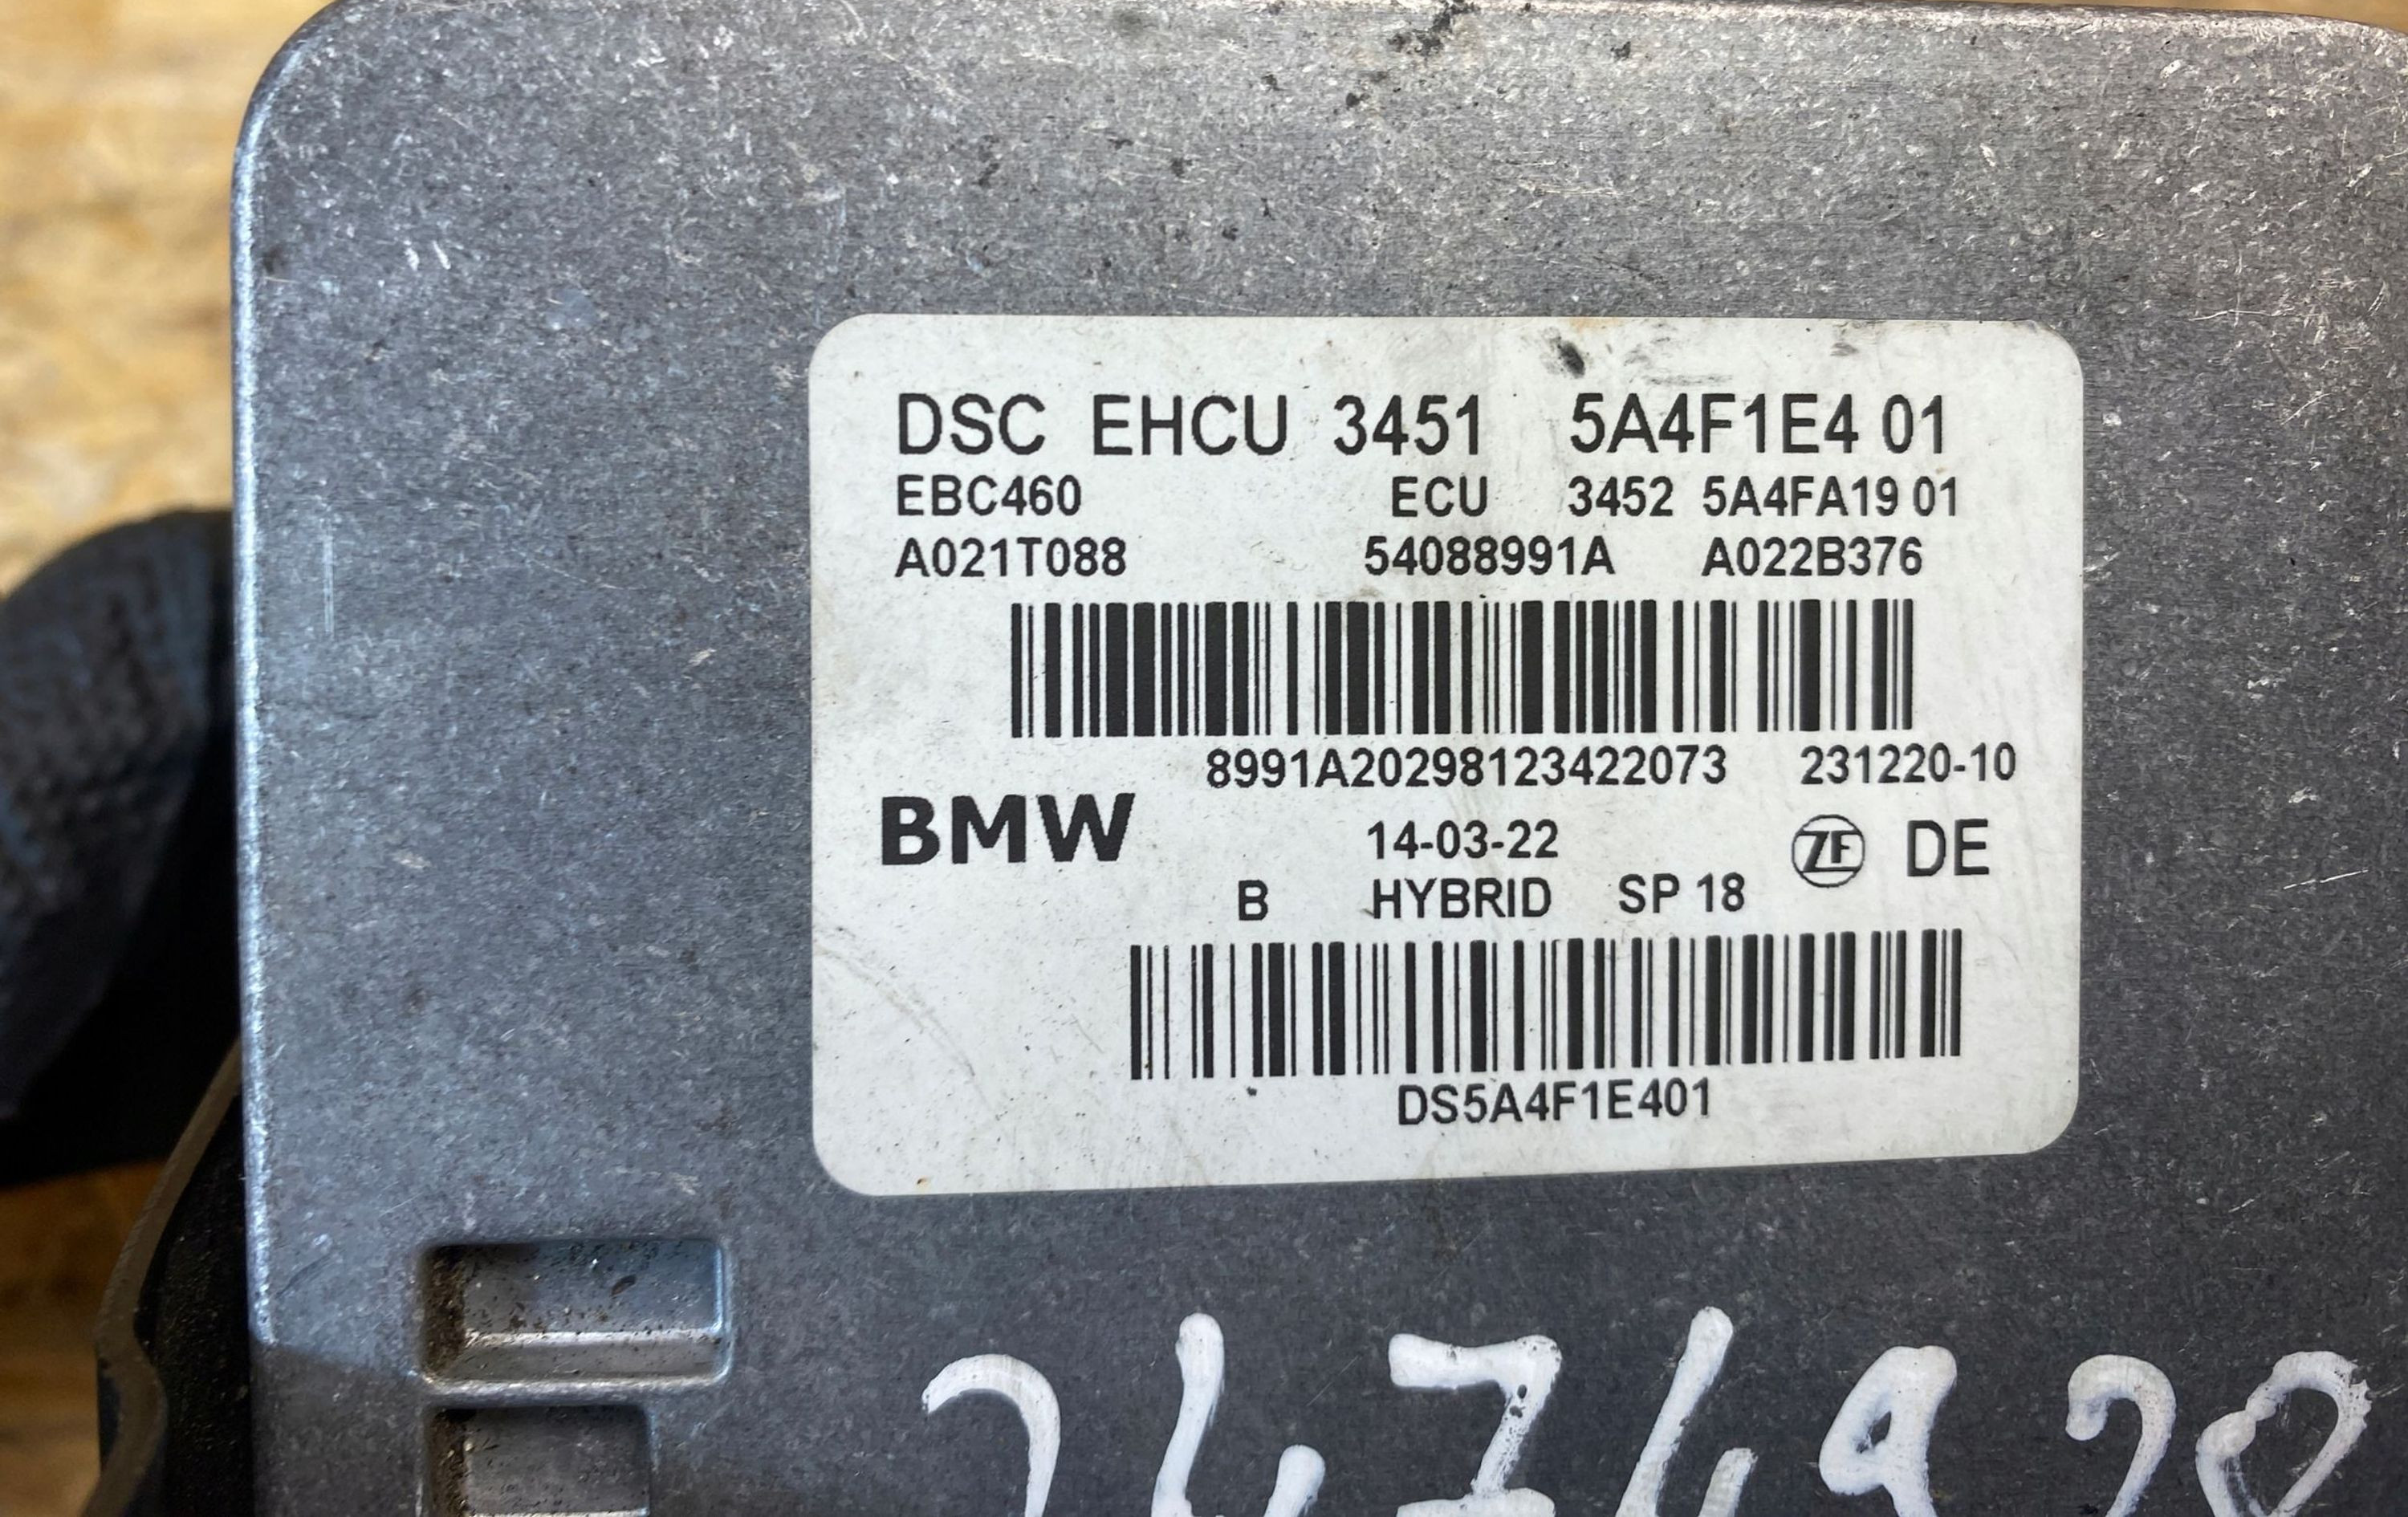 DSC EHCU 3451 5A4F1E4 01
EBC460 ECU 3452 5A4FA19 01
A021T088 54088991A A022B376
8991A20298123422073 231220-10
BMW 14-03-22 ZF DE
B HYBRID SP 18
DS5A4F1E401